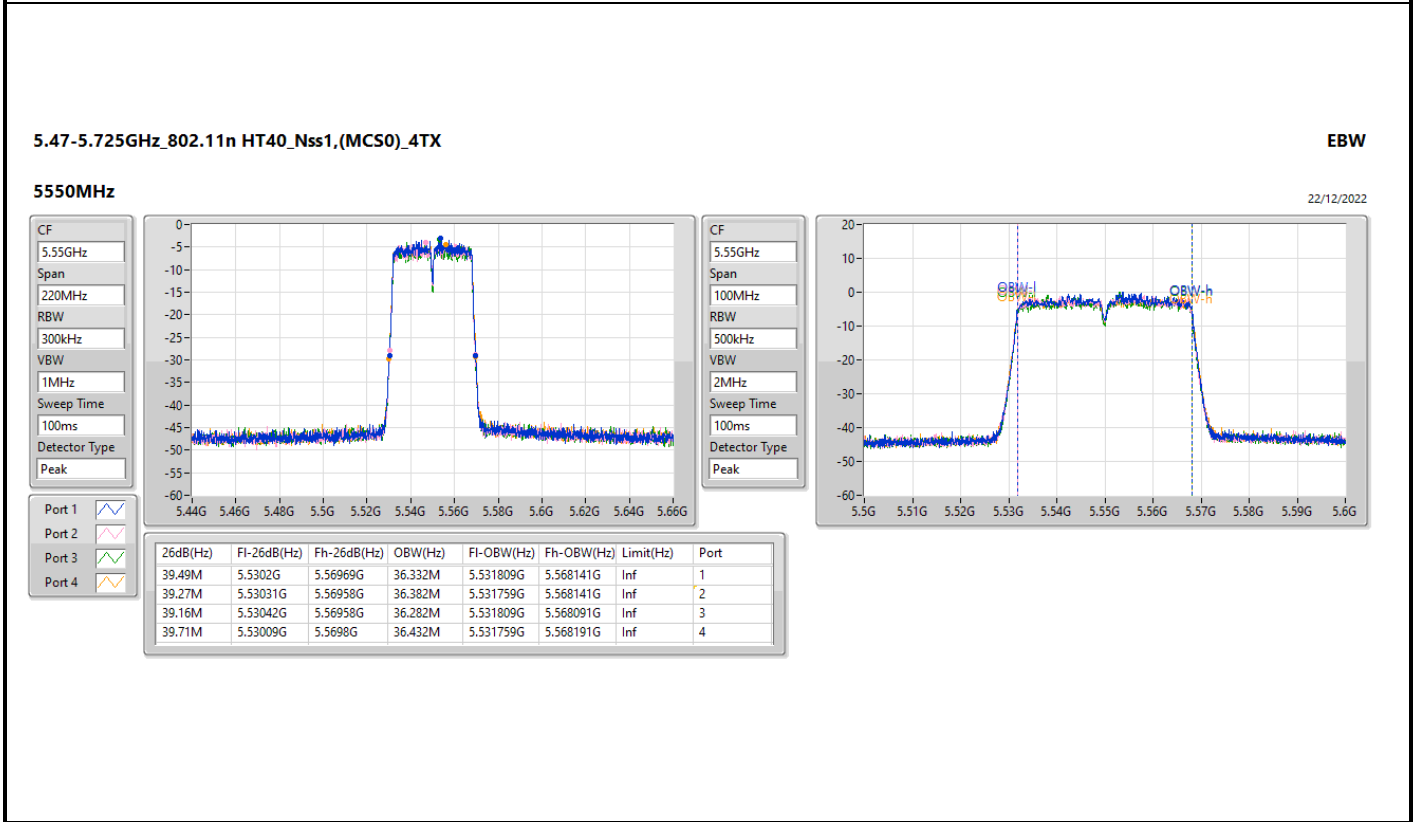 5.47-5.725GHz_802.11n HT40_Nss1,(MCS0)_4TX EBW
5550MHz
22/12/2022
CF
5.55GHz
Span
220MHz
RBW
300kHz
VBW
1MHz
Sweep Time
100ms
Detector Type
Peak
Port 1
Port 2
Port 3
Port 4
0
-5
-10
-15
-20
-25
-30
-35
-40
-45
-50
-55
-60
5.44G 5.46G 5.48G 5.5G 5.52G 5.54G 5.56G 5.58G 5.6G 5.62G 5.64G 5.66G
CF
5.55GHz
Span
100MHz
RBW
500kHz
VBW
2MHz
Sweep Time
100ms
Detector Type
Peak
20
10
0
-10
-20
-30
-40
-50
-60
OBW-l OBW-h
5.5G 5.51G 5.52G 5.53G 5.54G 5.55G 5.56G 5.57G 5.58G 5.59G 5.6G
26dB(Hz) Fl-26dB(Hz) Fh-26dB(Hz) OBW(Hz) Fl-OBW(Hz) Fh-OBW(Hz) Limit(Hz) Port
39.49M 5.5302G 5.56969G 36.332M 5.531809G 5.568141G Inf 1
39.27M 5.53031G 5.56958G 36.382M 5.531759G 5.568141G Inf 2
39.16M 5.53042G 5.56958G 36.282M 5.531809G 5.568091G Inf 3
39.71M 5.53009G 5.5698G 36.432M 5.531759G 5.568191G Inf 4